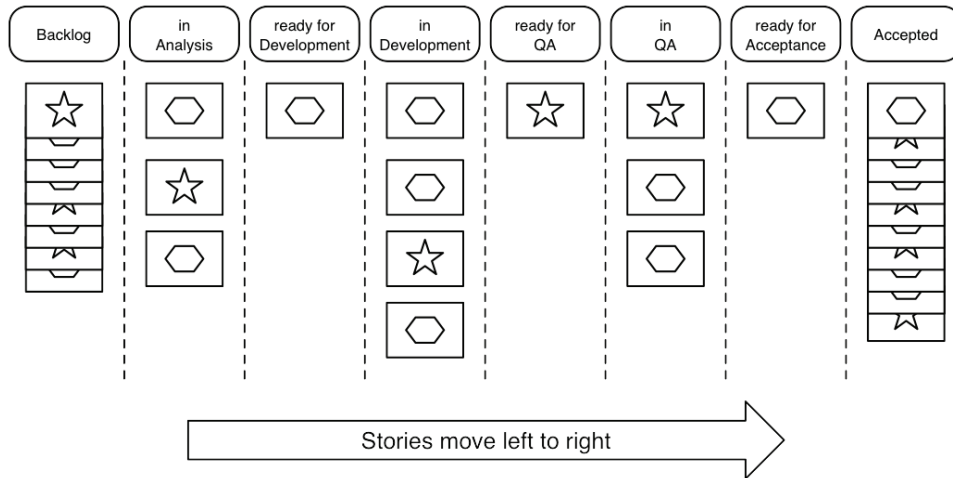 Backlog
in
Analysis
ready for
Development
in
Development
ready for
QA
in
QA
ready for
Acceptance
Accepted
Stories move left to right